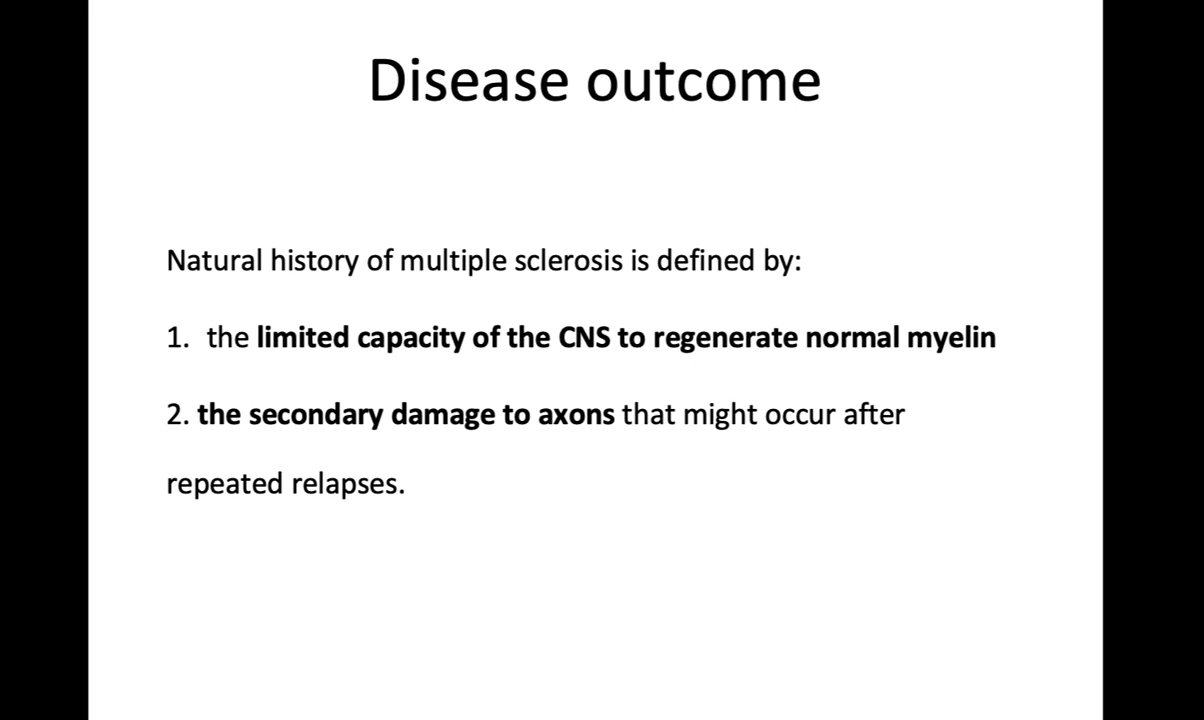 Disease outcome
Natural history of multiple sclerosis is defined by:
1. the limited capacity of the CNS to regenerate normal myelin
2. the secondary damage to axons that might occur after
repeated relapses.